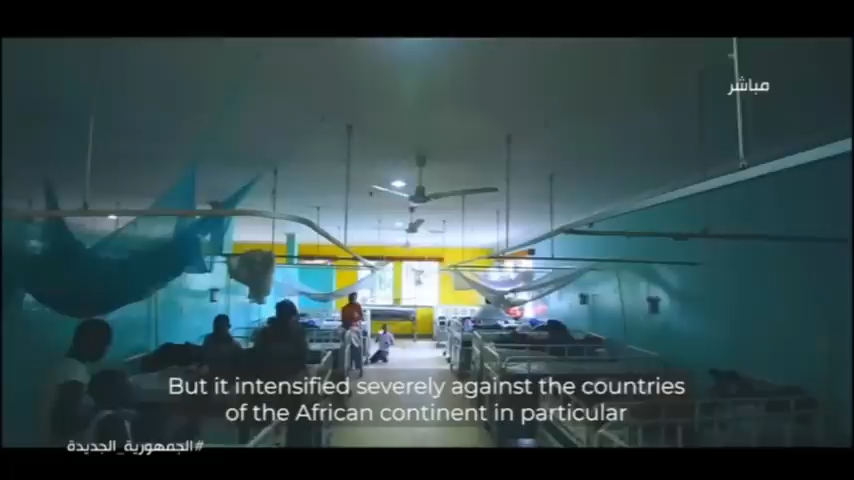 مباشر
But it intensified severely against the countries
of the African continent in particular
#الجمهورية_الجديدة